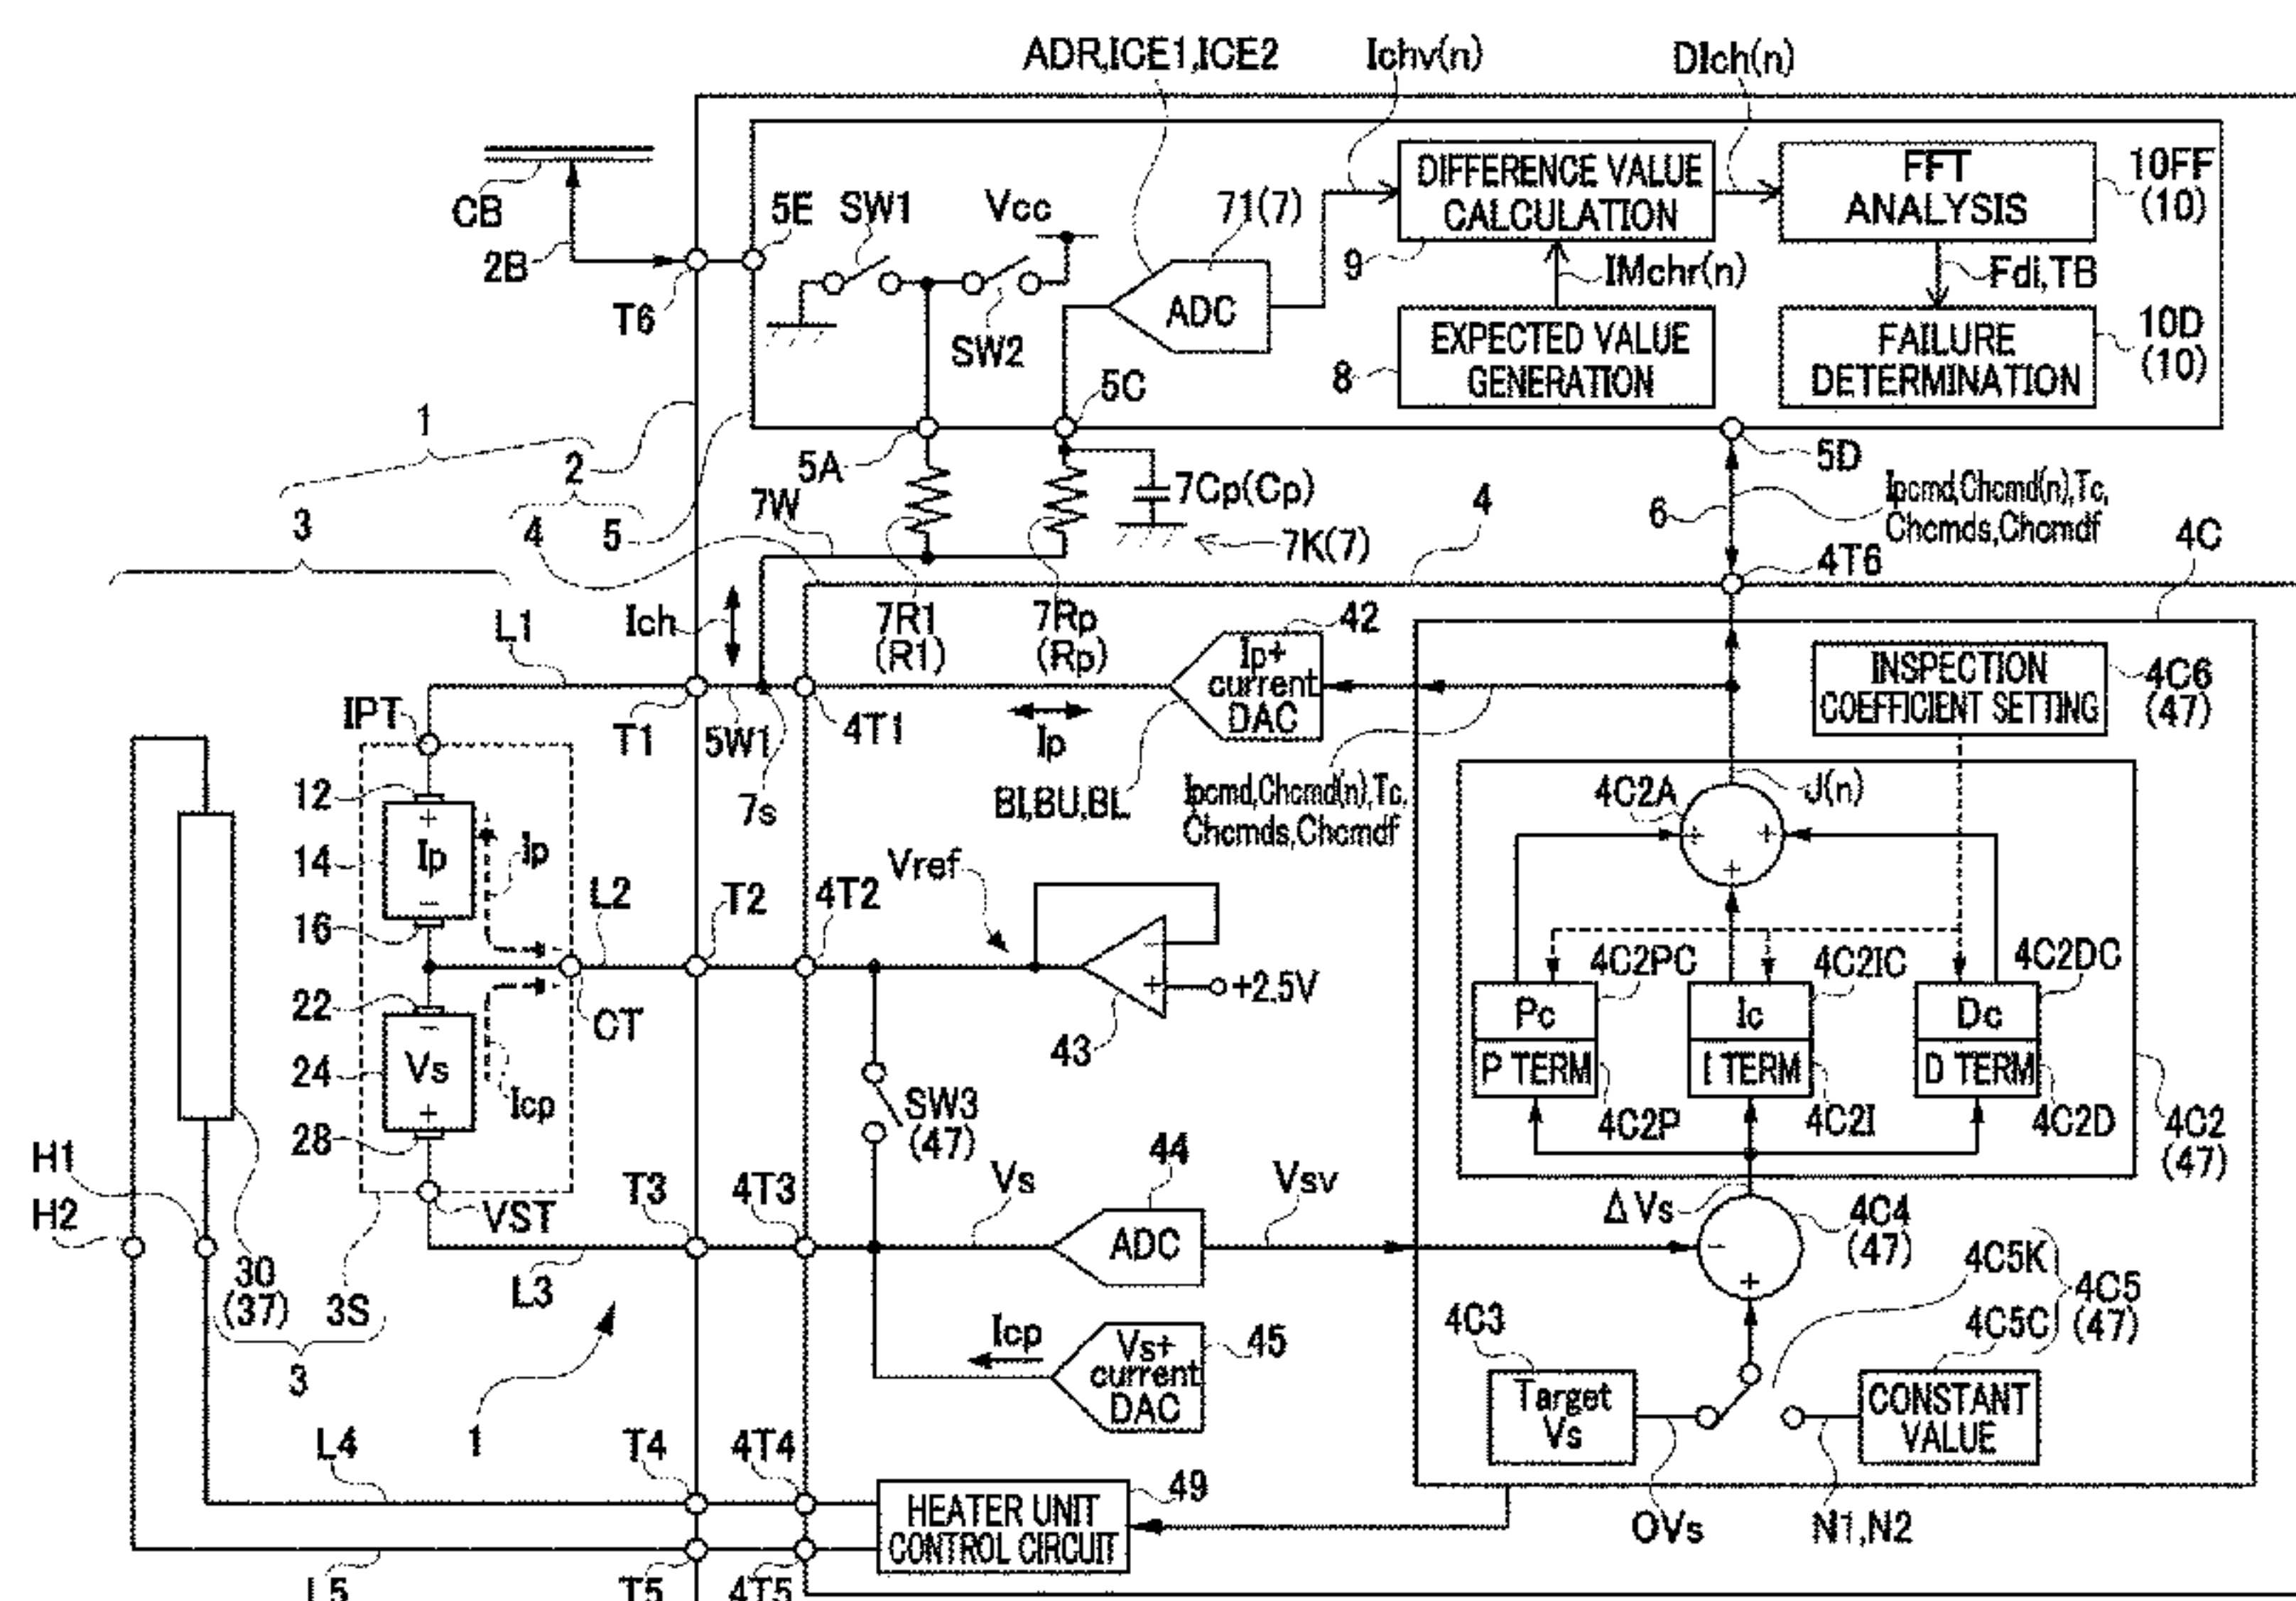 ADR,ICE1,ICE2
Ichv(n)
DIch(n)
CB
2B
5E
SW1
Vcc
71(7)
DIFFERENCE VALUE
CALCULATION
FFT
ANALYSIS
10FF
(10)
T6
SW2
ADC
9
IMchr(n)
Fdi,TB
8
EXPECTED VALUE
GENERATION
FAILURE
DETERMINATION
10D
(10)
5C
1
2
3
4
5
5A
7W
7Cp(Cp)
7K(7)
4
5D
6
Ipcmd,Chcmd(n),Tc,
Chcmds,Chcmdf
4C
4T6
L1
Ich
7R1
(R1)
7Rp
(Rp)
42
Ip+
current
DAC
INSPECTION
COEFFICIENT SETTING
4C6
(47)
IPT
T1
5W1
4T1
Ip
7s
BI,BU,BL
Ipcmd,Chcmd(n),Tc,
Chcmds,Chcmdf
4C2A
J(n)
+
+
+
12
+
14
Ip
−
Ip
16
L2
T2
4T2
Vref
−
+
+2.5V
43
4C2PC
4C2IC
4C2DC
22
−
24
Vs
+
CT
Icp
28
Pc
P TERM
Ic
I TERM
Dc
D TERM
4C2P
4C2I
4C2D
4C2
(47)
SW3
(47)
H1
H2
VST
T3
4T3
Vs
44
ADC
Vsv
ΔVs
−
+
4C4
(47)
30
(37)
3S
3
L3
1
Icp
Vs+
current
DAC
45
4C3
Target
Vs
4C5K
4C5C
4C5
(47)
CONSTANT
VALUE
OVs
N1,N2
L4
T4
4T4
HEATER UNIT
CONTROL CIRCUIT
49
L5
T5
4T5